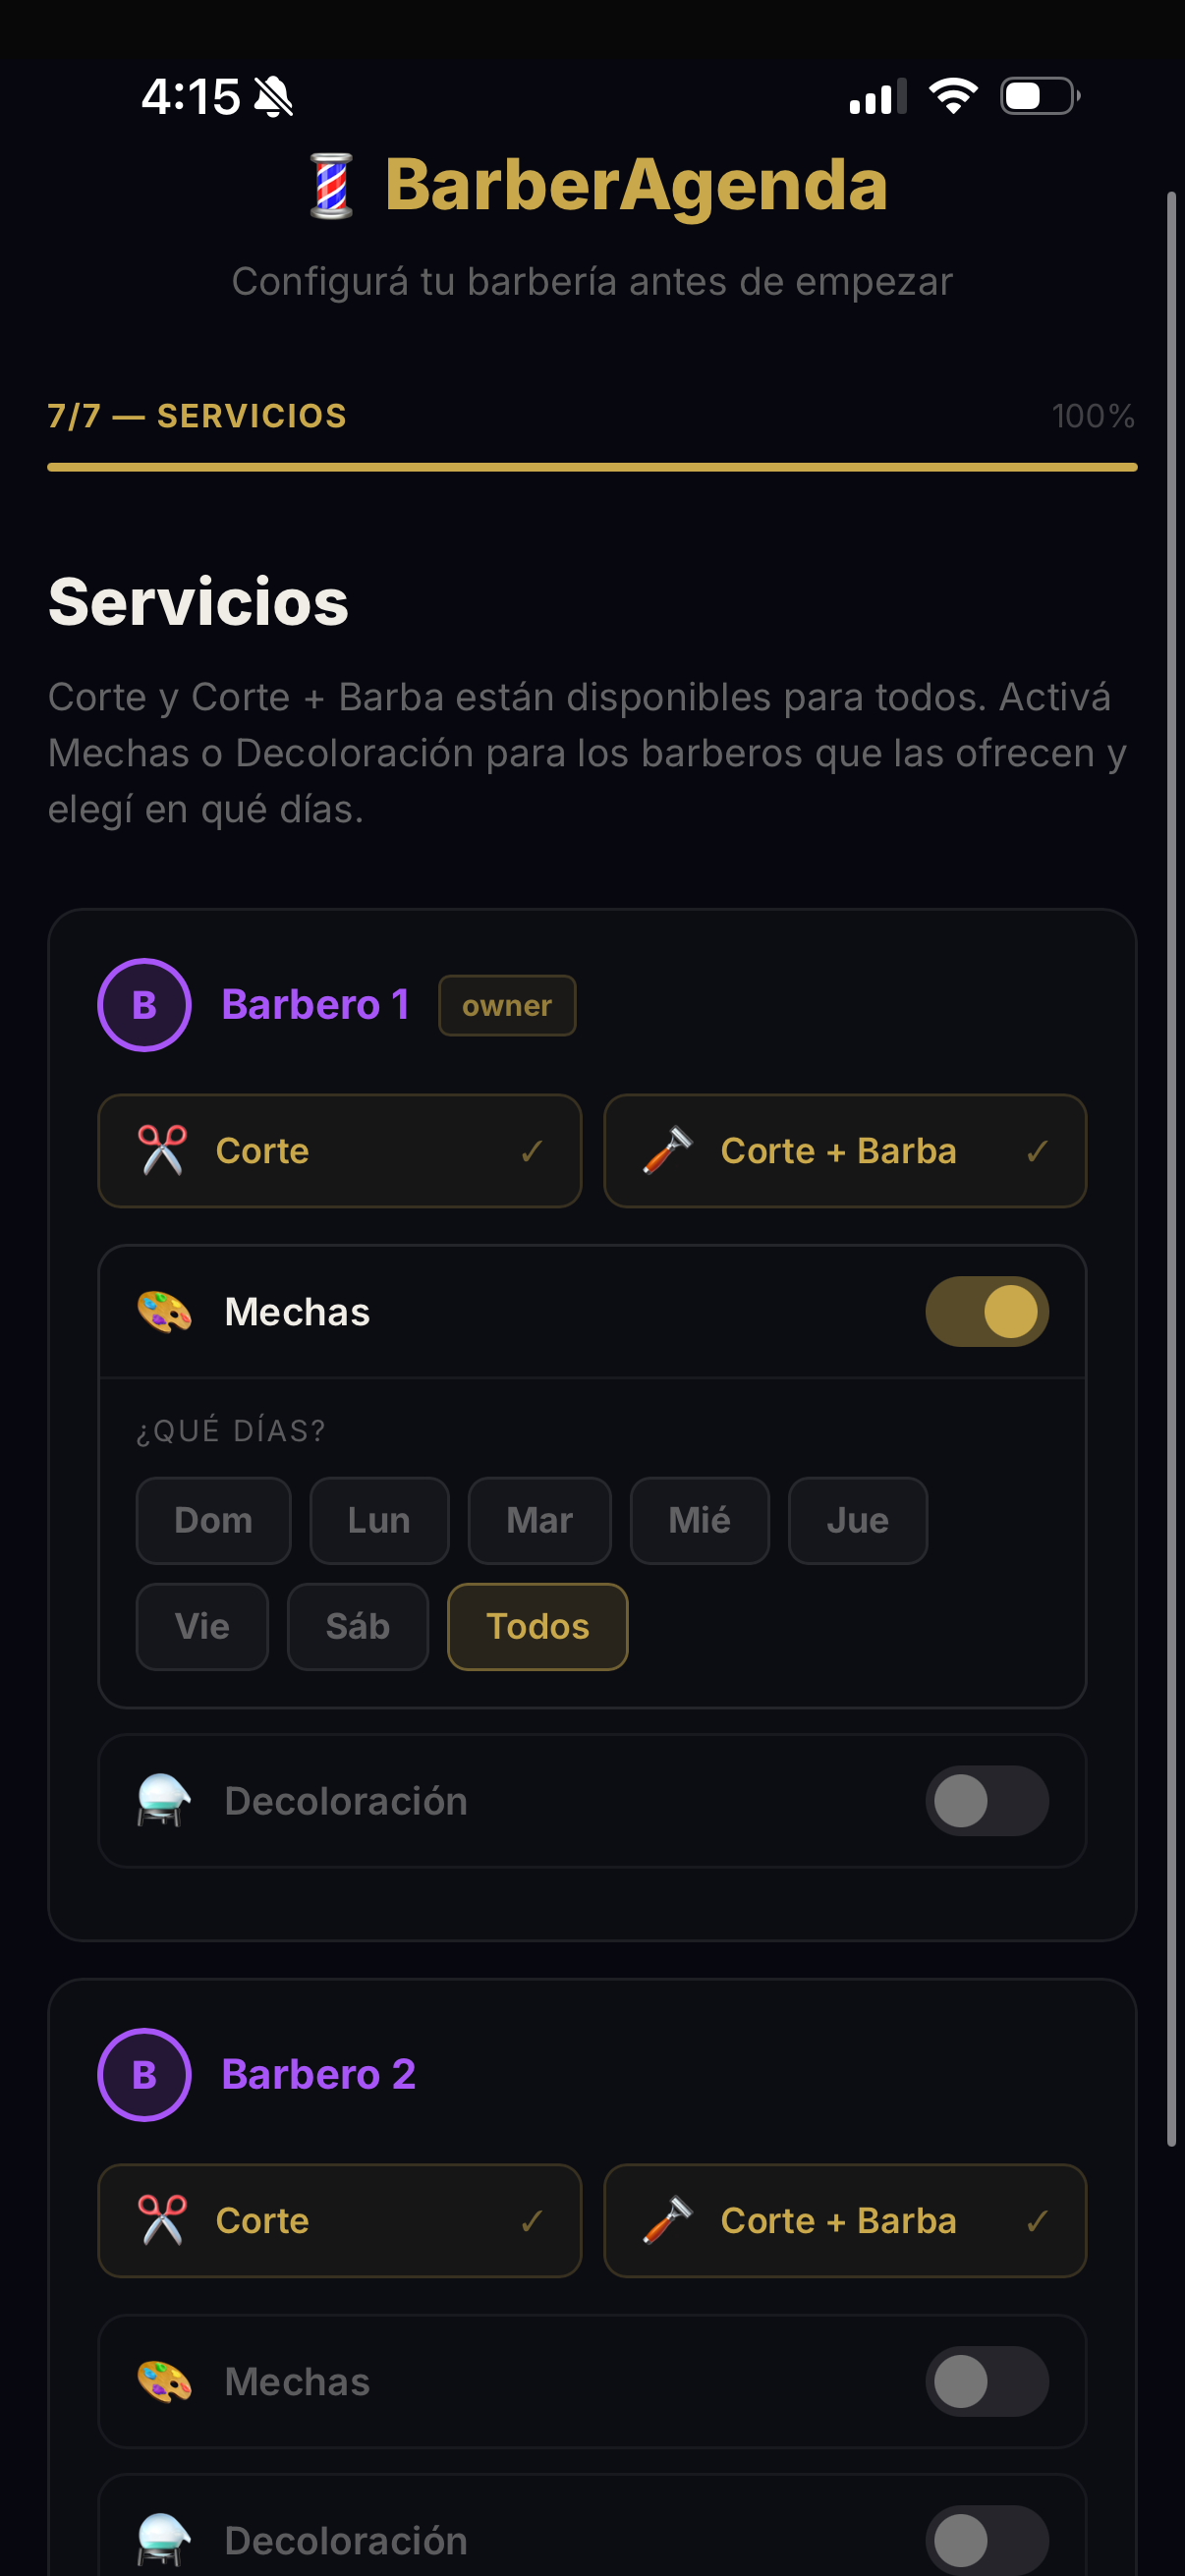 4:15
BarberAgenda
Configurá tu barbería antes de empezar
7/7 — SERVICIOS
100%
Servicios
Corte y Corte + Barba están disponibles para todos. Activá
Mechas o Decoloración para los barberos que las ofrecen y
elegí en qué días.
B Barbero 1 owner
Corte ✓ Corte + Barba ✓
Mechas
¿QUÉ DÍAS?
Dom Lun Mar Mié Jue
Vie Sáb Todos
Decoloración
B Barbero 2
Corte ✓ Corte + Barba ✓
Mechas
Decoloración